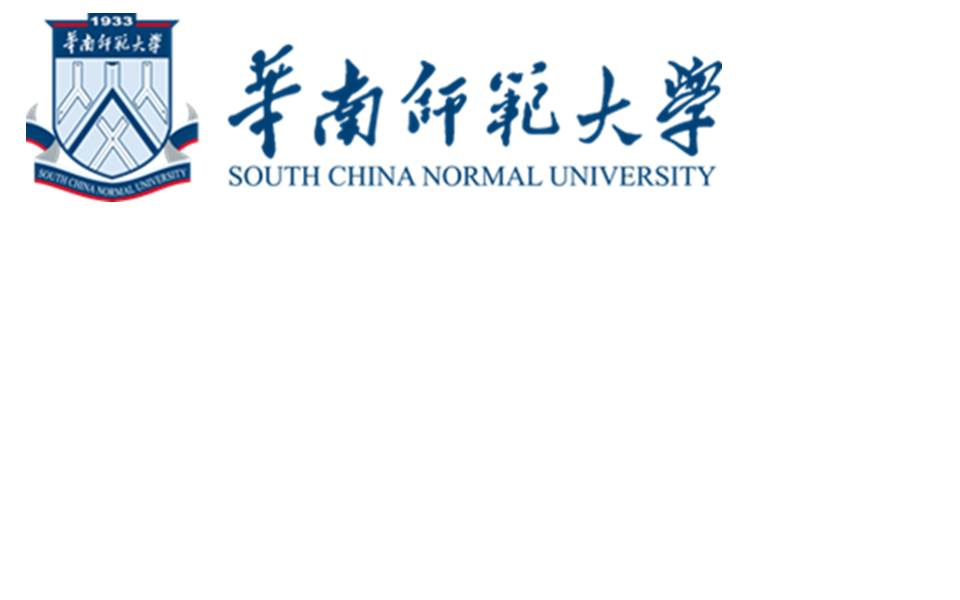 1933
華南師範大學
SOUTH CHINA NORMAL UNIVERSITY
華南師範大學
SOUTH CHINA NORMAL UNIVERSITY